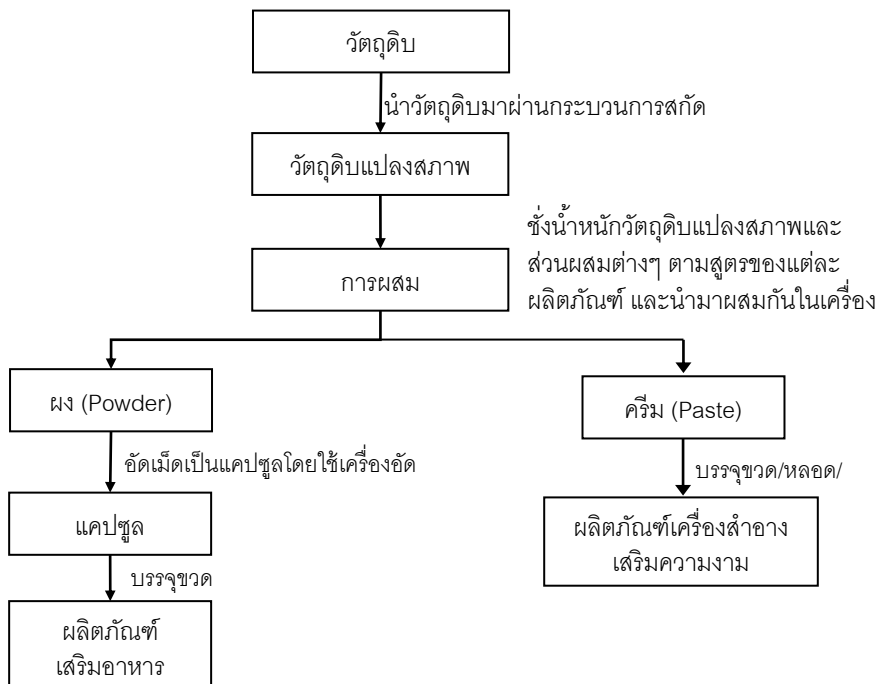 วัตถุดิบ
นำวัตถุดิบมาผ่านกระบวนการสกัด
วัตถุดิบแปลงสภาพ
ชั่งน้ำหนักวัตถุดิบแปลงสภาพและ
ส่วนผสมต่างๆ ตามสูตรของแต่ละ
ผลิตภัณฑ์ และนำมาผสมกันในเครื่อง
การผสม
ผง (Powder)
ครีม (Paste)
อัดเม็ดเป็นแคปซูลโดยใช้เครื่องอัด
บรรจุขวด/หลอด/
แคปซูล
ผลิตภัณฑ์เครื่องสำอาง
เสริมความงาม
บรรจุขวด
ผลิตภัณฑ์
เสริมอาหาร